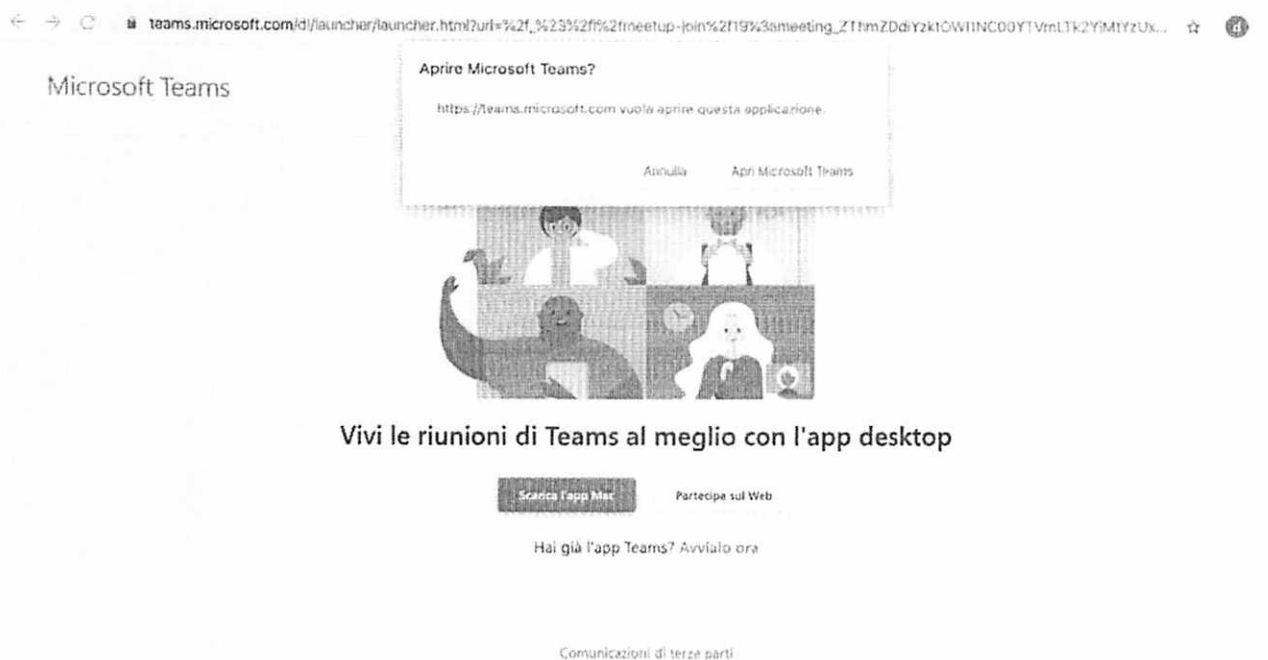 teams.microsoft.com/dl/launcher/launcher.html?url=%2f_%23%2fl%2fmeetup-join%2f19%3ameeting_
Microsoft Teams
Aprire Microsoft Teams?
https://teams.microsoft.com vuole aprire questa applicazione.
Annulla Apri Microsoft Teams
Vivi le riunioni di Teams al meglio con l'app desktop
Scarica l'app Mac Partecipa sul Web
Hai già l'app Teams? Avvialo ora
Comunicazioni di terze parti